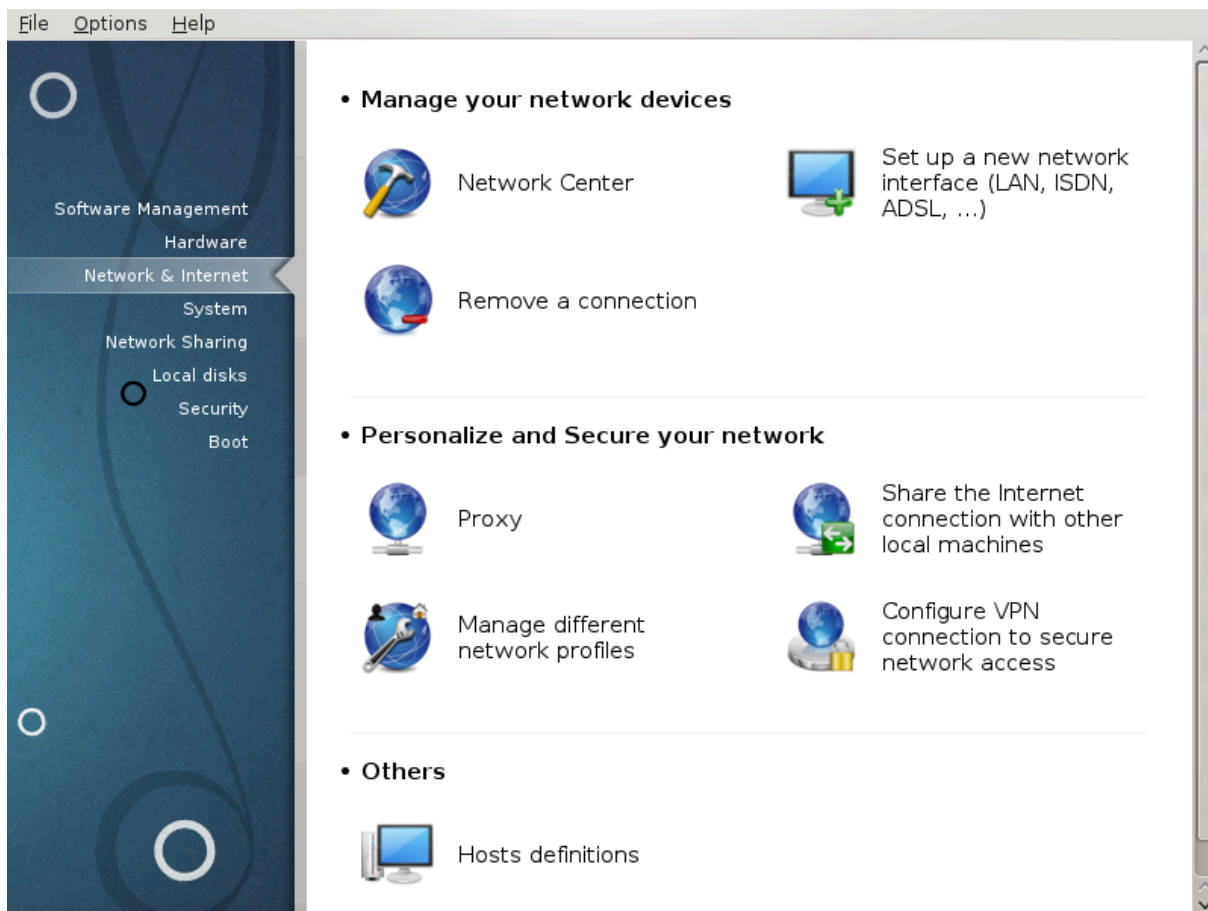 File Options Help
Software Management
Hardware
Network & Internet
System
Network Sharing
Local disks
Security
Boot
• Manage your network devices
Network Center
Set up a new network
interface (LAN, ISDN,
ADSL, ...)
Remove a connection
• Personalize and Secure your network
Proxy
Share the Internet
connection with other
local machines
Manage different
network profiles
Configure VPN
connection to secure
network access
• Others
Hosts definitions